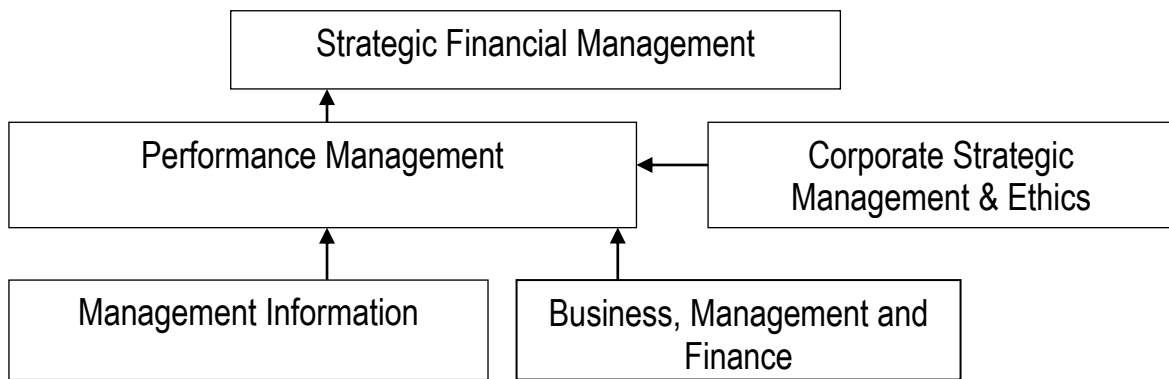 Strategic Financial Management
Performance Management
Corporate Strategic
Management & Ethics
Management Information
Business, Management and
Finance